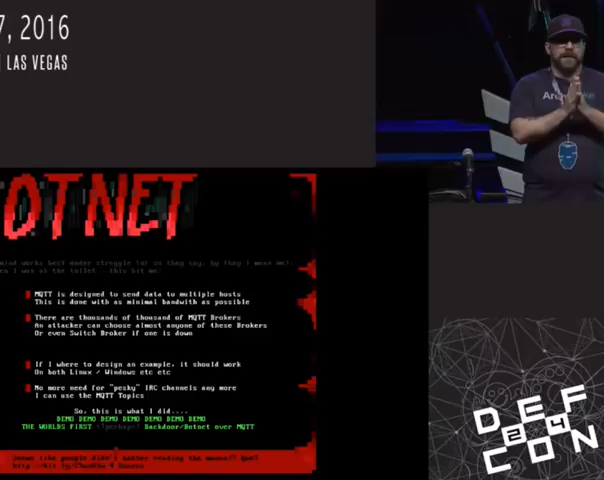 7, 2016
LAS VEGAS
OTNET
MQTT is designed to send data to multiple hosts
This is done with as minimal bandwith as possible
There are thousands of thousand of MQTT Brokers
An attacker can choose almost anyone of these Brokers
Or even Switch Broker if one is down
If I where to design an example, it should work
On both Linux / Windows etc etc
No more need for "pesky" IRC channels any more
I can use the MQTT Topics
So, this is what I did....
DEMO DEMO DEMO DEMO DEMO DEMO DEMO
THE WORLDS FIRST (?perhaps) Backdoor/Botnet over MQTT
DEF
CON
24